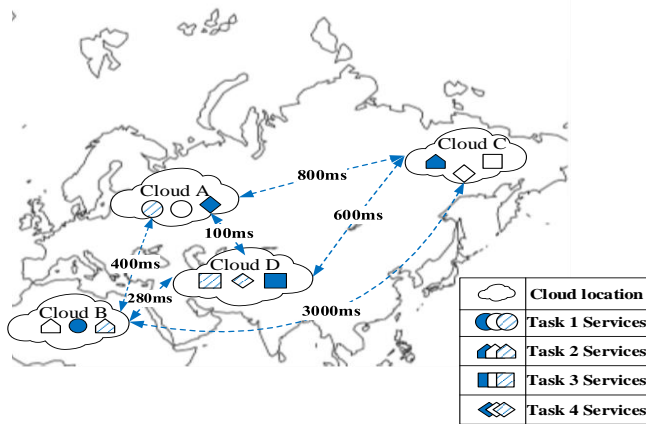 Cloud C
800ms
Cloud A
600ms
100ms
400ms
Cloud D
280ms
Cloud B
3000ms
Cloud location
Task 1 Services
Task 2 Services
Task 3 Services
Task 4 Services